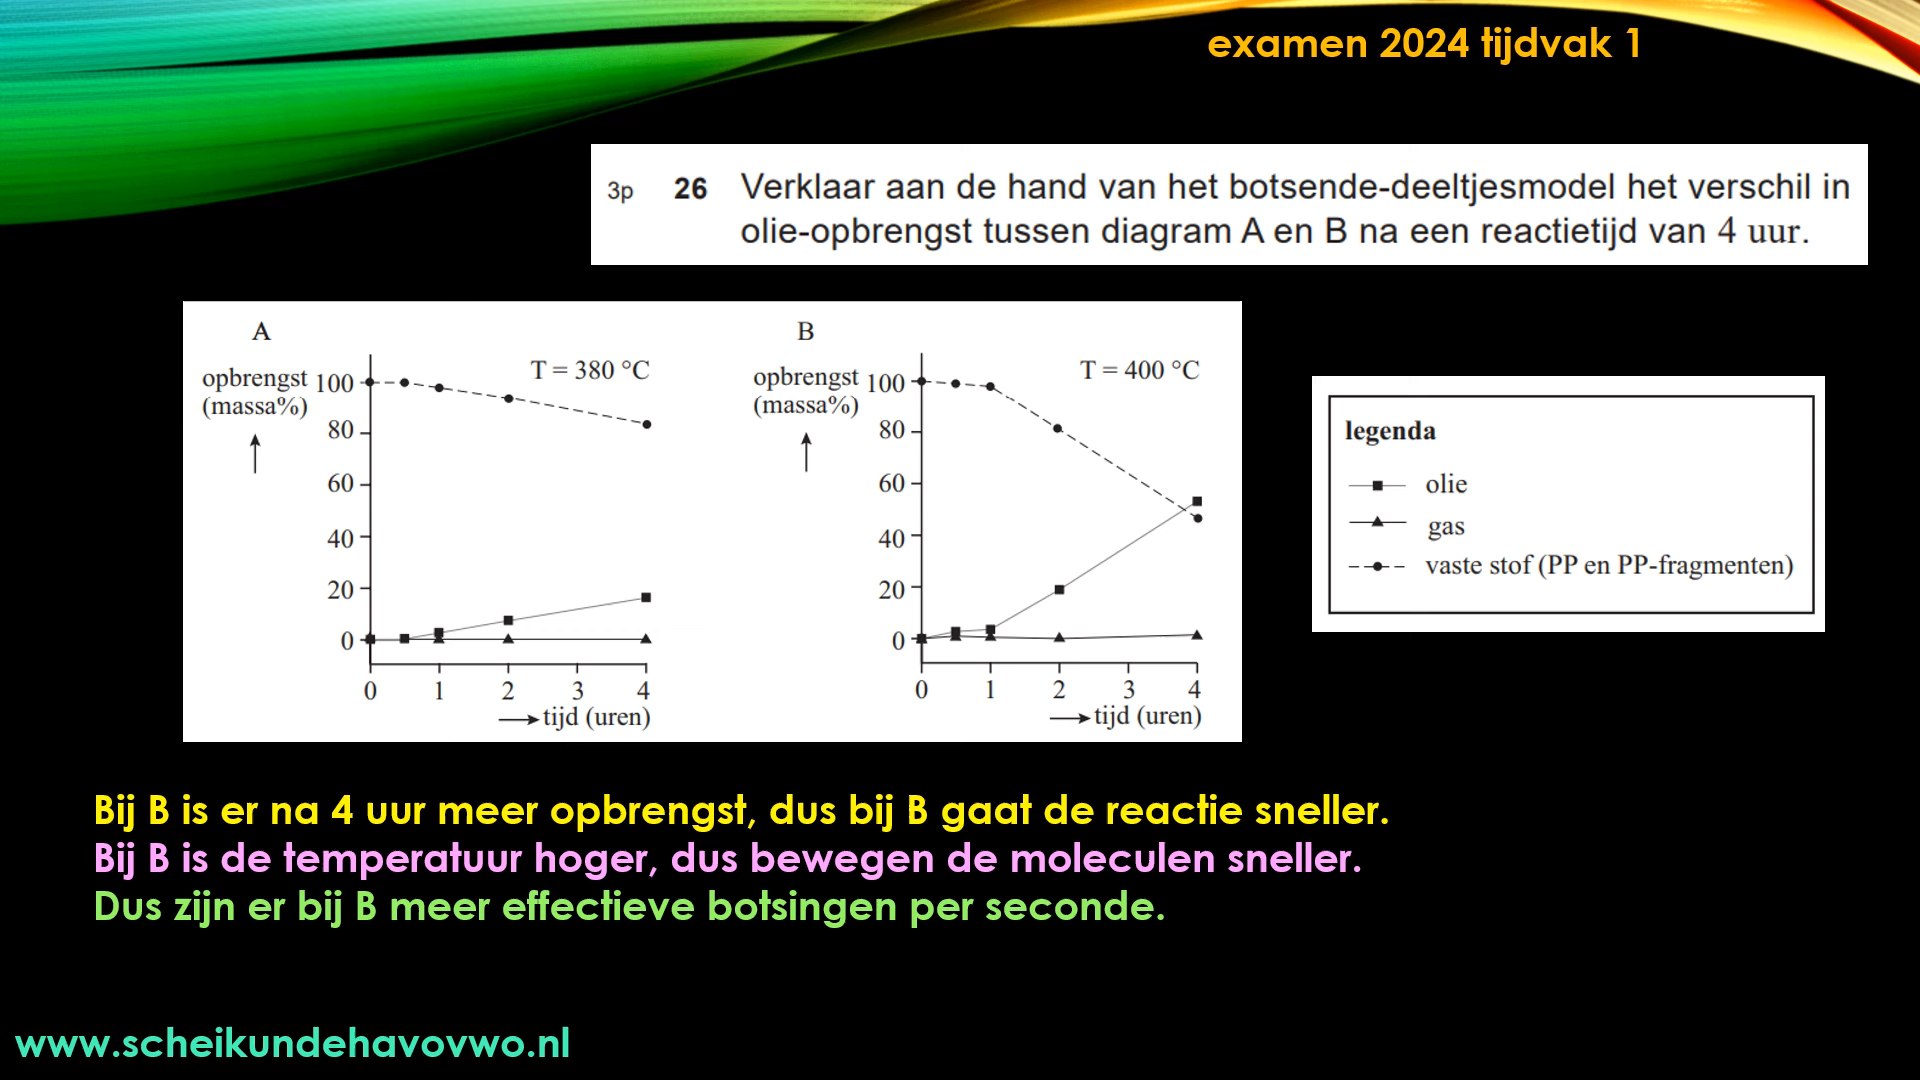 examen 2024 tijdvak 1
3p 26 Verklaar aan de hand van het botsende-deeltjesmodel het verschil in
olie-opbrengst tussen diagram A en B na een reactietijd van 4 uur.
A
opbrengst
(massa%)
T = 380 °C
100
80
60
40
20
0
0 1 2 3 4
tijd (uren)
B
opbrengst
(massa%)
T = 400 °C
100
80
60
40
20
0
0 1 2 3 4
tijd (uren)
legenda
olie
gas
vaste stof (PP en PP-fragmenten)
Bij B is er na 4 uur meer opbrengst, dus bij B gaat de reactie sneller.
Bij B is de temperatuur hoger, dus bewegen de moleculen sneller.
Dus zijn er bij B meer effectieve botsingen per seconde.
www.scheikundehavovwo.nl